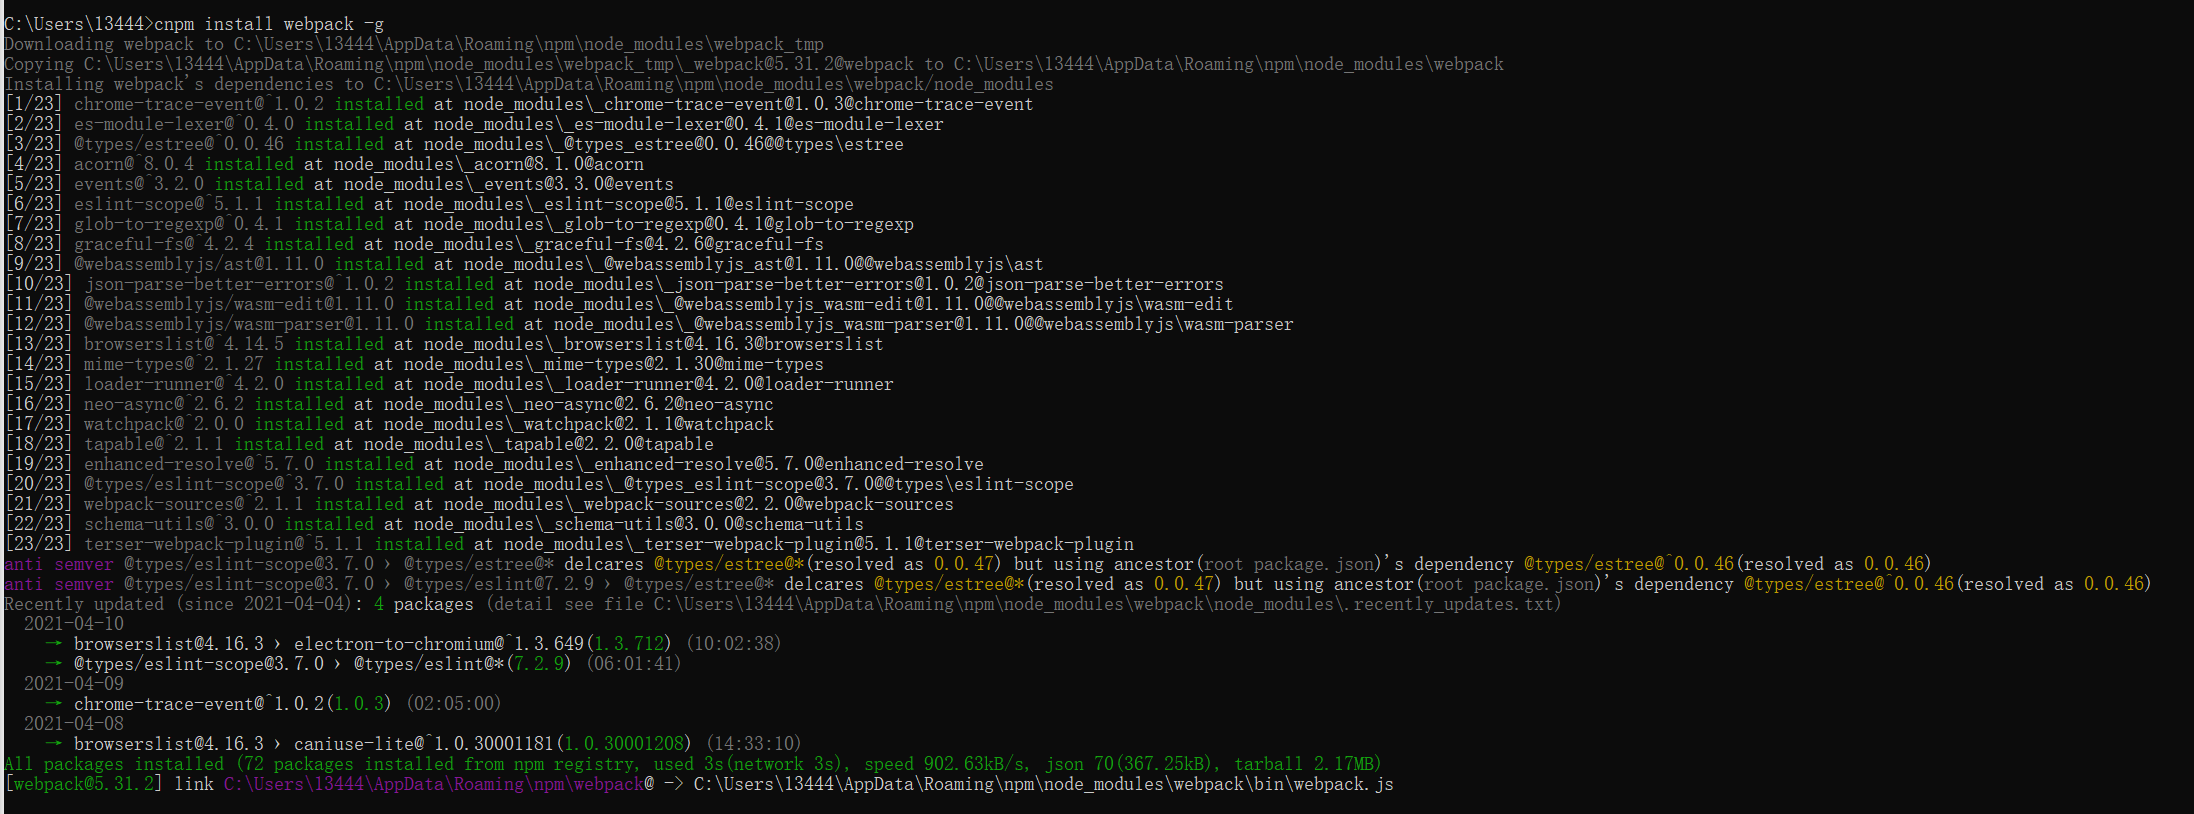 C:\Users\13444>cnpm install webpack -g
Downloading webpack to C:\Users\13444\AppData\Roaming\npm\node_modules\webpack_tmp
Copying C:\Users\13444\AppData\Roaming\npm\node_modules\webpack_tmp\_webpack@5.31.2@webpack to C:\Users\13444\AppData\Roaming\npm\node_modules\webpack
Installing webpack's dependencies to C:\Users\13444\AppData\Roaming\npm\node_modules\webpack/node_modules
[1/23] chrome-trace-event@^1.0.2 installed at node_modules\_chrome-trace-event@1.0.3@chrome-trace-event
[2/23] es-module-lexer@^0.4.0 installed at node_modules\_es-module-lexer@0.4.1@es-module-lexer
[3/23] @types/estree@^0.0.46 installed at node_modules\_@types_estree@0.0.46@@types\estree
[4/23] acorn@^8.0.4 installed at node_modules\_acorn@8.1.0@acorn
[5/23] events@^3.2.0 installed at node_modules\_events@3.3.0@events
[6/23] eslint-scope@^5.1.1 installed at node_modules\_eslint-scope@5.1.1@eslint-scope
[7/23] glob-to-regexp@^0.4.1 installed at node_modules\_glob-to-regexp@0.4.1@glob-to-regexp
[8/23] graceful-fs@^4.2.4 installed at node_modules\_graceful-fs@4.2.6@graceful-fs
[9/23] @webassemblyjs/ast@1.11.0 installed at node_modules\_@webassemblyjs_ast@1.11.0@@webassemblyjs\ast
[10/23] json-parse-better-errors@^1.0.2 installed at node_modules\_json-parse-better-errors@1.0.2@json-parse-better-errors
[11/23] @webassemblyjs/wasm-edit@1.11.0 installed at node_modules\_@webassemblyjs_wasm-edit@1.11.0@@webassemblyjs\wasm-edit
[12/23] @webassemblyjs/wasm-parser@1.11.0 installed at node_modules\_@webassemblyjs_wasm-parser@1.11.0@@webassemblyjs\wasm-parser
[13/23] browserslist@^4.14.5 installed at node_modules\_browserslist@4.16.3@browserslist
[14/23] mime-types@^2.1.27 installed at node_modules\_mime-types@2.1.30@mime-types
[15/23] loader-runner@^4.2.0 installed at node_modules\_loader-runner@4.2.0@loader-runner
[16/23] neo-async@^2.6.2 installed at node_modules\_neo-async@2.6.2@neo-async
[17/23] watchpack@^2.0.0 installed at node_modules\_watchpack@2.1.1@watchpack
[18/23] tapable@^2.1.1 installed at node_modules\_tapable@2.2.0@tapable
[19/23] enhanced-resolve@^5.7.0 installed at node_modules\_enhanced-resolve@5.7.0@enhanced-resolve
[20/23] @types/eslint-scope@^3.7.0 installed at node_modules\_@types_eslint-scope@3.7.0@@types\eslint-scope
[21/23] webpack-sources@^2.1.1 installed at node_modules\_webpack-sources@2.2.0@webpack-sources
[22/23] schema-utils@^3.0.0 installed at node_modules\_schema-utils@3.0.0@schema-utils
[23/23] terser-webpack-plugin@^5.1.1 installed at node_modules\_terser-webpack-plugin@5.1.1@terser-webpack-plugin
anti semver @types/eslint-scope@3.7.0 › @types/estree@* delcares @types/estree@*(resolved as 0.0.47) but using ancestor(root package.json)'s dependency @types/estree@^0.0.46(resolved as 0.0.46)
anti semver @types/eslint-scope@3.7.0 › @types/eslint@7.2.9 › @types/estree@* delcares @types/estree@*(resolved as 0.0.47) but using ancestor(root package.json)'s dependency @types/estree@^0.0.46(resolved as 0.0.46)
Recently updated (since 2021-04-04): 4 packages (detail see file C:\Users\13444\AppData\Roaming\npm\node_modules\webpack\node_modules\.recently_updates.txt)
2021-04-10
→ browserslist@4.16.3 › electron-to-chromium@^1.3.649(1.3.712) (10:02:38)
→ @types/eslint-scope@3.7.0 › @types/eslint@*(7.2.9) (06:01:41)
2021-04-09
→ chrome-trace-event@^1.0.2(1.0.3) (02:05:00)
2021-04-08
→ browserslist@4.16.3 › caniuse-lite@^1.0.30001181(1.0.30001208) (14:33:10)
All packages installed (72 packages installed from npm registry, used 3s(network 3s), speed 902.63kB/s, json 70(367.25kB), tarball 2.17MB)
[webpack@5.31.2] link C:\Users\13444\AppData\Roaming\npm\webpack@ -> C:\Users\13444\AppData\Roaming\npm\node_modules\webpack\bin\webpack.js